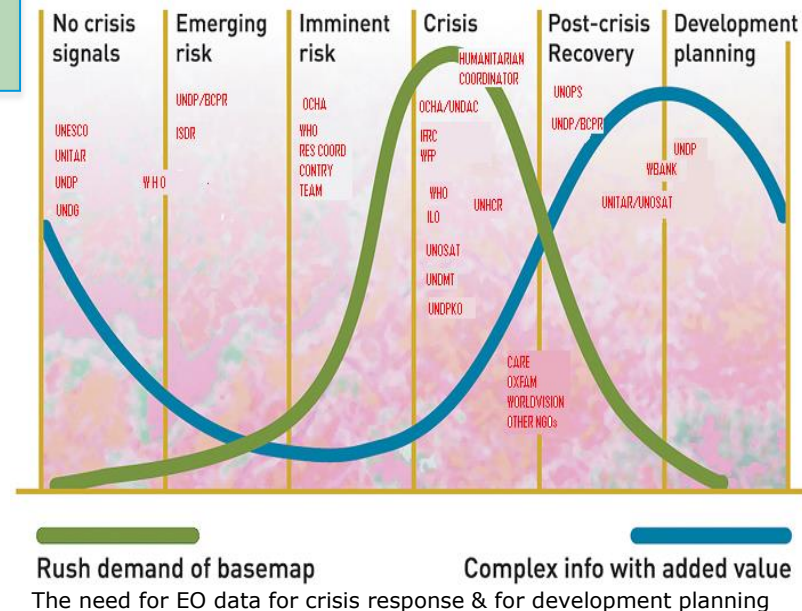 No crisis
signals
Emerging
risk
Imminent
risk
Crisis
Post-crisis
Recovery
Development
planning
UNESCO
UNITAR
UNDP
UNDG
WHO
UNDP/BCPR
ISDR
OCHA
WHO
RES COORD
CONTRY
TEAM
HUMANITARIAN
COORDINATOR
OCHA/UNDAC
IFRC
WFP
WHO
ILO
UNHCR
UNOSAT
UNDMT
UNDPKO
CARE
OXFAM
WORLDVISION
OTHER NGOs
UNOPS
UNDP/BCPR
UNDP
WBANK
UNITAR/UNOSAT
Rush demand of basemap
Complex info with added value
The need for EO data for crisis response & for development planning